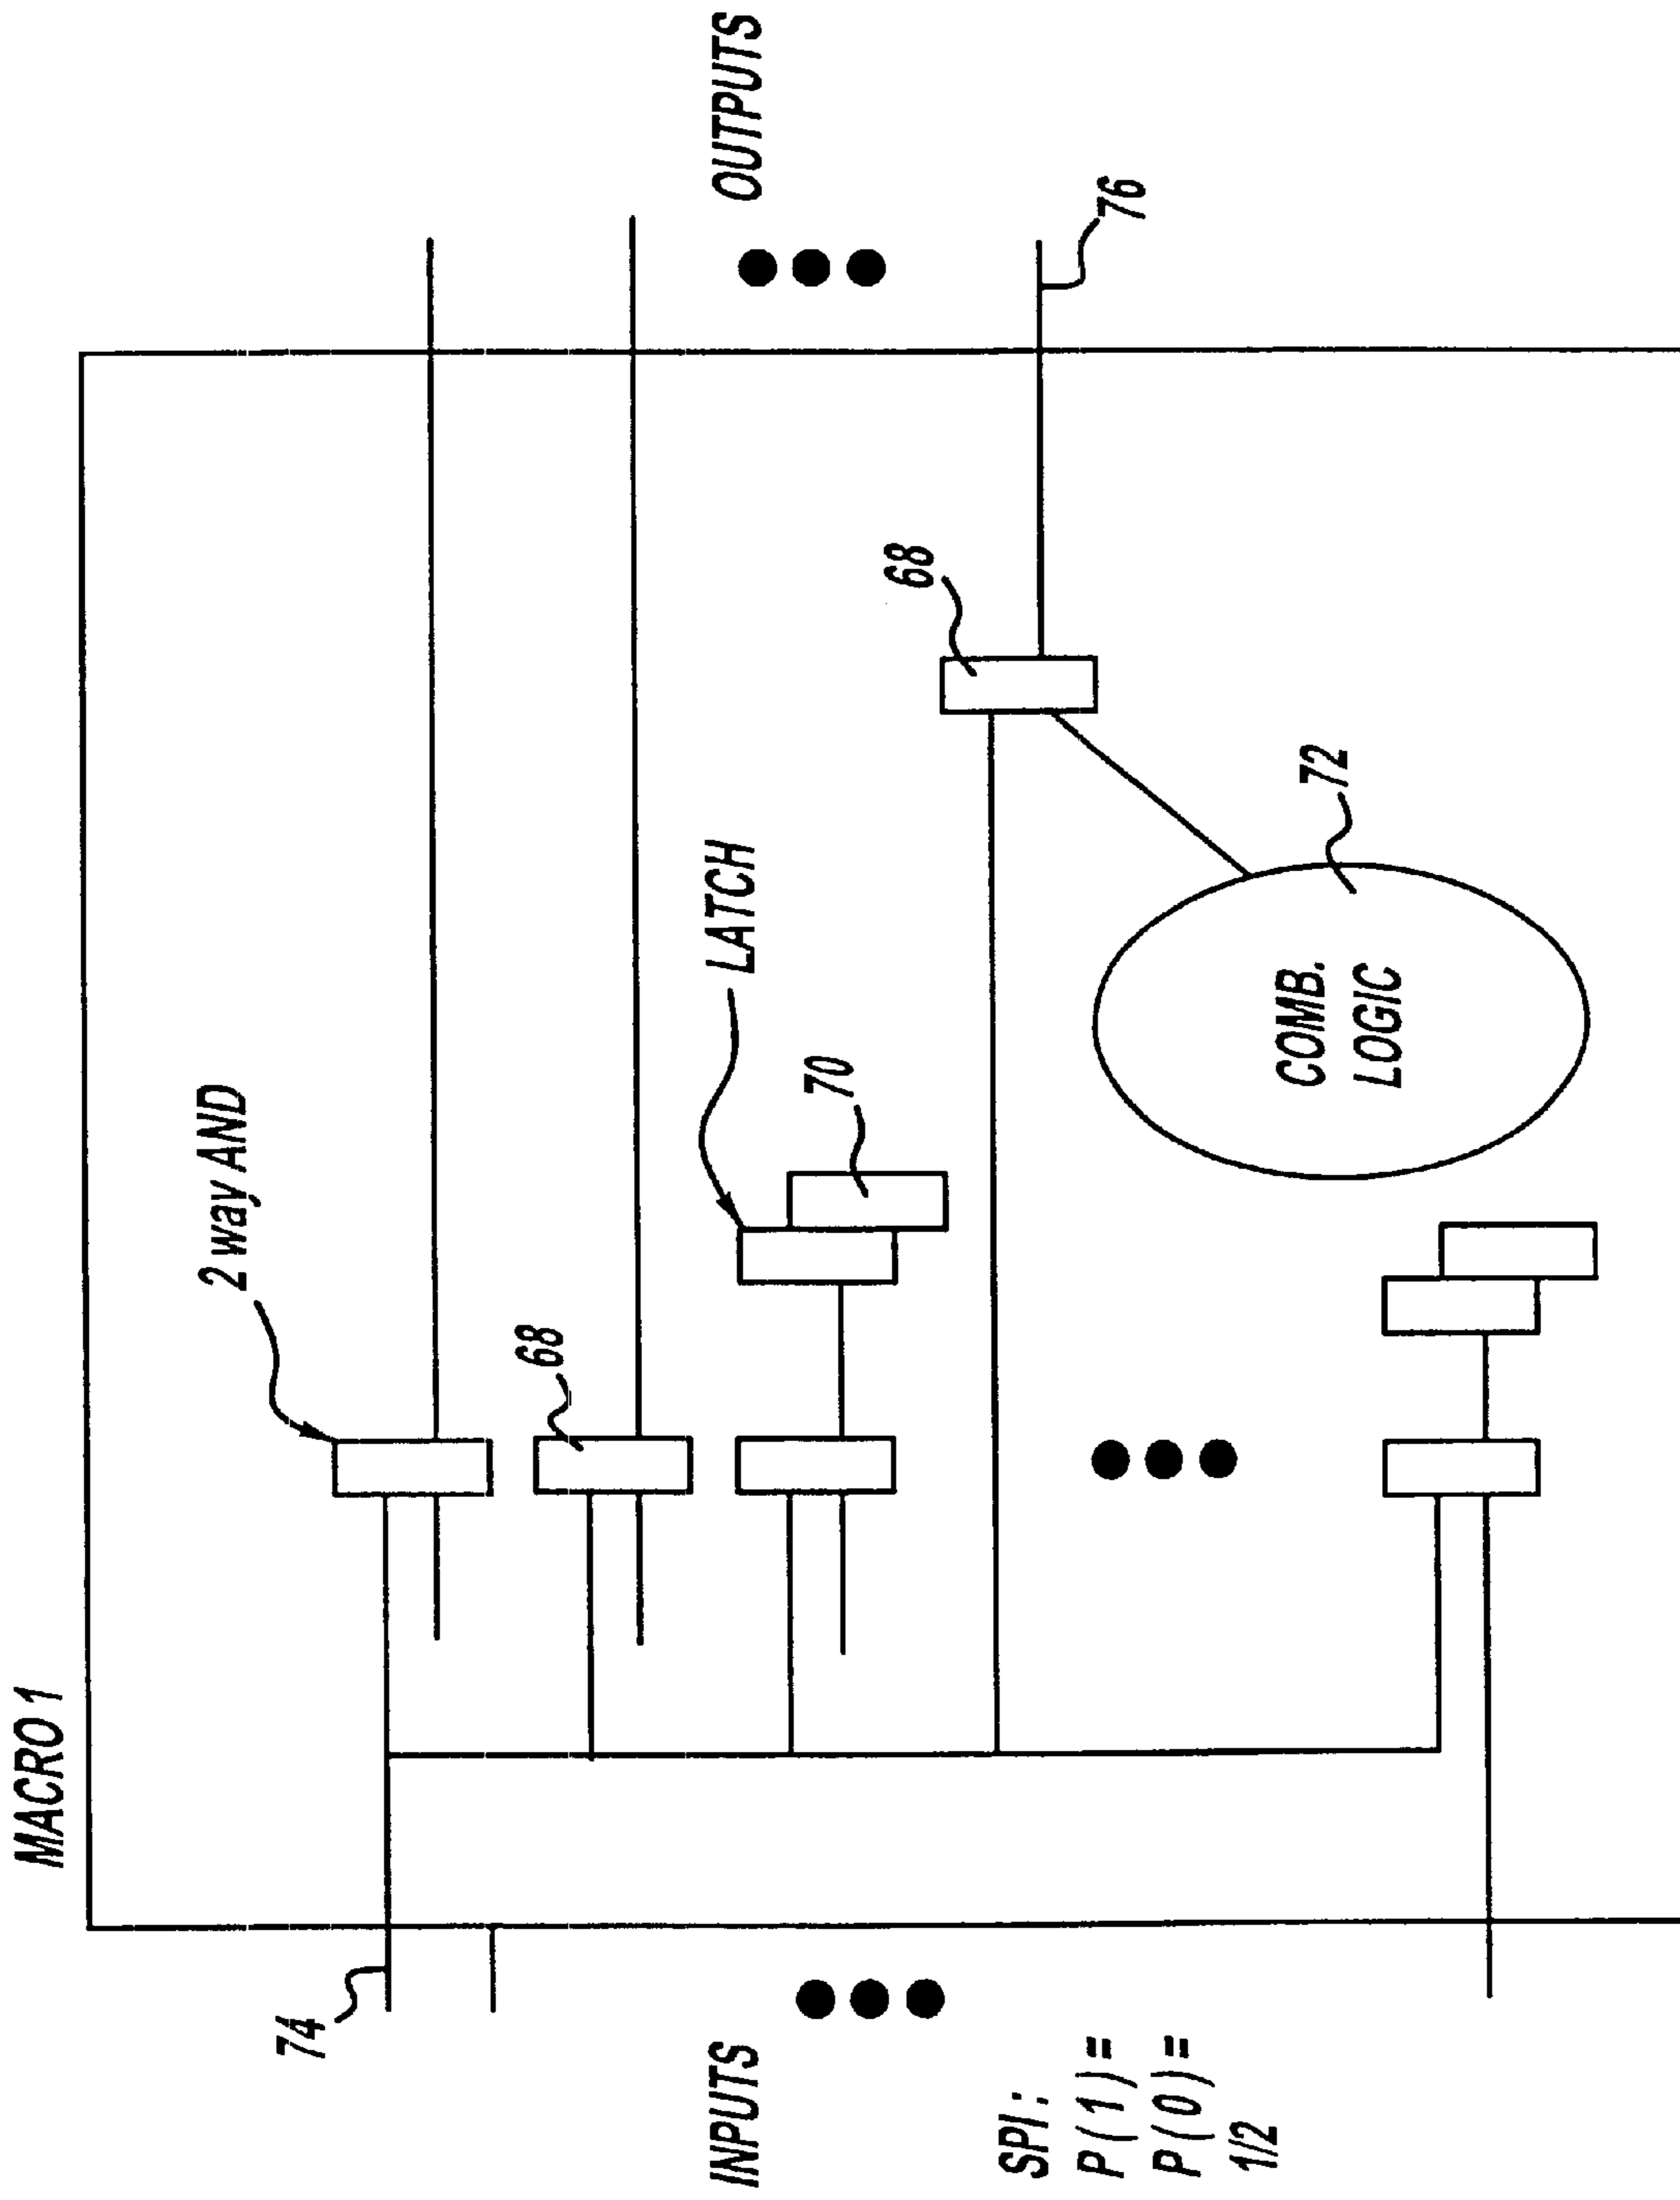 MACRO 1
74
INPUTS
SPI:
P(1)=
P(0)=
1/2
2 way AND
68
LATCH
70
COMB.
LOGIC
72
68
76
OUTPUTS